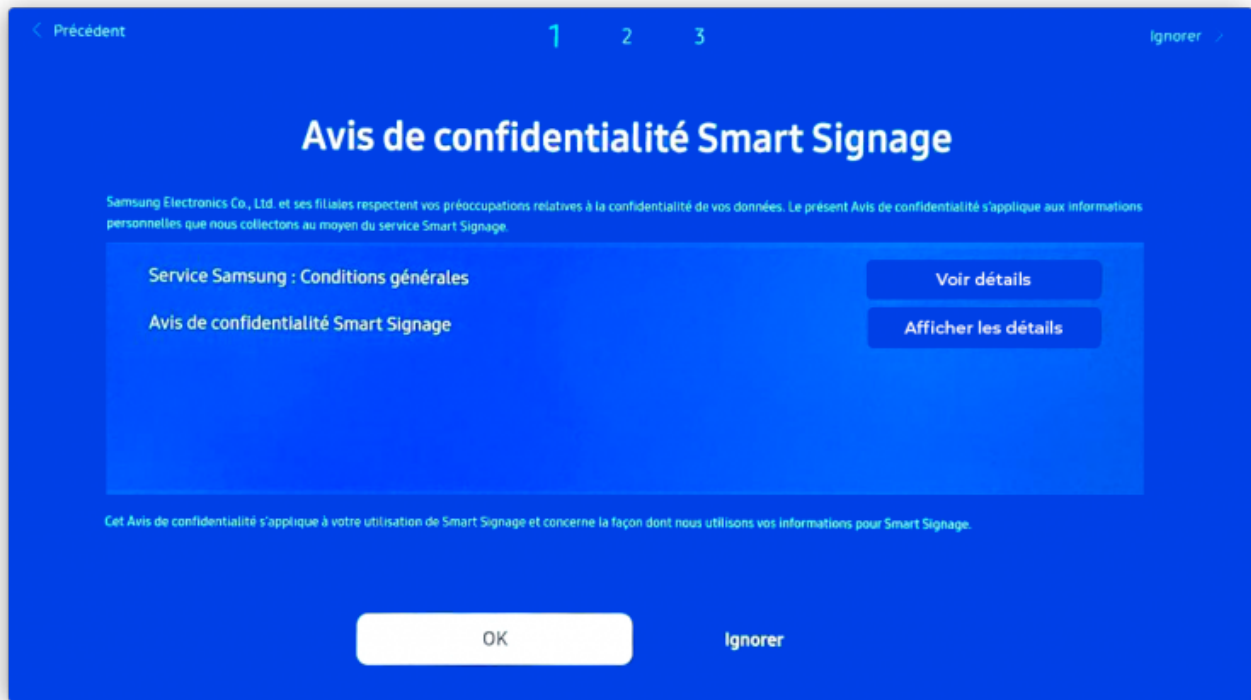 Précédent
1 2 3
Ignorer
Avis de confidentialité Smart Signage
Samsung Electronics Co., Ltd. et ses filiales respectent vos préoccupations relatives à la confidentialité de vos données. Le présent Avis de confidentialité s'applique aux informations
personnelles que nous collectons au moyen du service Smart Signage.
Service Samsung : Conditions générales
Voir détails
Avis de confidentialité Smart Signage
Afficher les détails
Cet Avis de confidentialité s'applique à votre utilisation de Smart Signage et concerne la façon dont nous utilisons vos informations pour Smart Signage.
OK
Ignorer